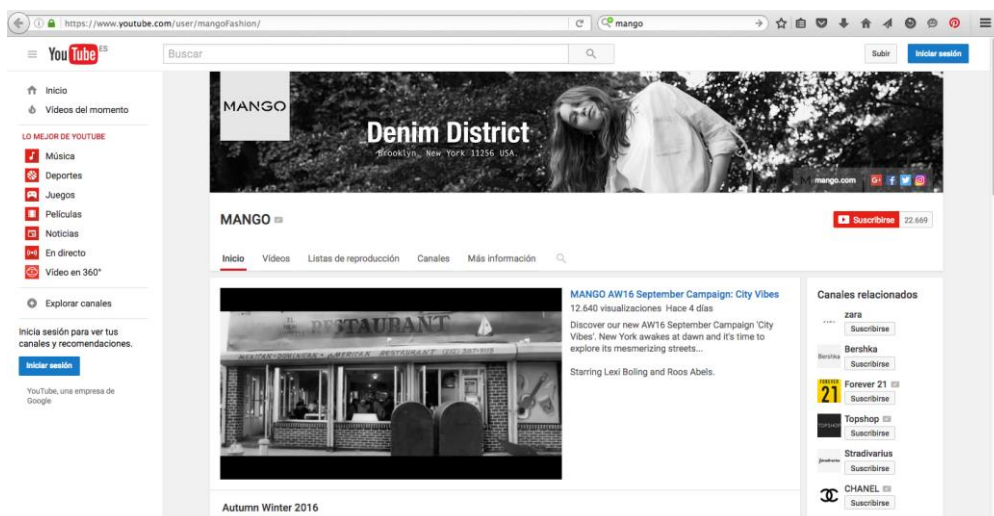 https://www.youtube.com/user/mangoFashion/
mango
You Tube ES
Buscar
Subir
Iniciar sesión
Inicio
Vídeos del momento
LO MEJOR DE YOUTUBE
Música
Deportes
Juegos
Películas
Noticias
En directo
Vídeo en 360°
Explorar canales
Inicia sesión para ver tus
canales y recomendaciones.
Iniciar sesión
YouTube, una empresa de
Google
MANGO
Denim District
Brooklyn, New York 11256 USA.
mango.com
MANGO
Suscribirse 22.669
Inicio Vídeos Listas de reproducción Canales Más información
RESTAURANT
MEXICAN-DOMINICAN & AMERICAN RESTAURANT
MANGO AW16 September Campaign: City Vibes
12.640 visualizaciones Hace 4 días
Discover our new AW16 September Campaign 'City
Vibes'. New York awakes at dawn and it's time to
explore its mesmerizing streets...
Starring Lexi Boling and Roos Abels.
Autumn Winter 2016
Canales relacionados
zara
Suscribirse
Bershka
Bershka
Suscribirse
FOREVER
21
Forever 21
Suscribirse
TOPSHOP
Topshop
Suscribirse
Stradivarius
Suscribirse
CHANEL
Suscribirse